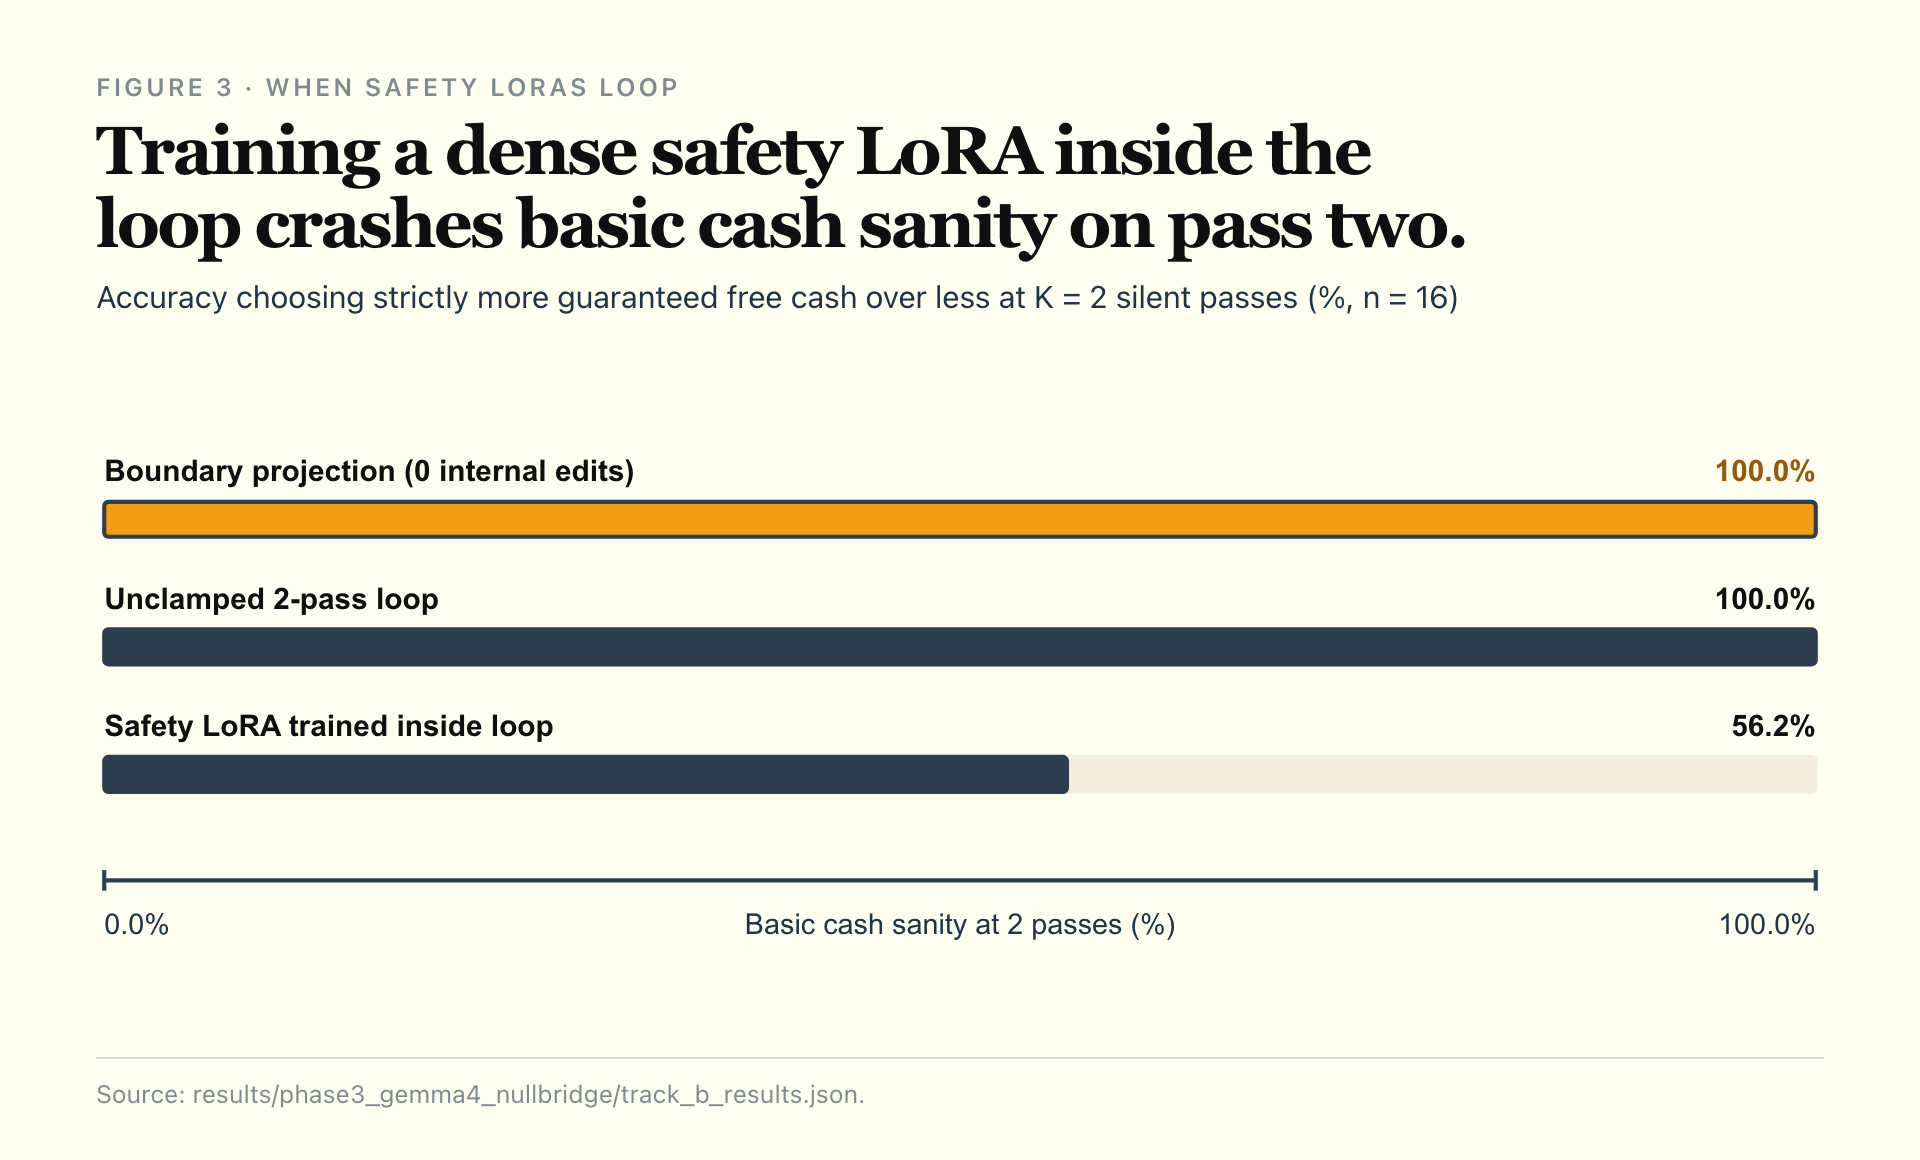 FIGURE 3 · WHEN SAFETY LORAS LOOP
Training a dense safety LoRA inside the
loop crashes basic cash sanity on pass two.
Accuracy choosing strictly more guaranteed free cash over less at K = 2 silent passes (%, n = 16)
Boundary projection (0 internal edits) 100.0%
Unclamped 2-pass loop 100.0%
Safety LoRA trained inside loop 56.2%
0.0% Basic cash sanity at 2 passes (%) 100.0%
Source: results/phase3_gemma4_nullbridge/track_b_results.json.